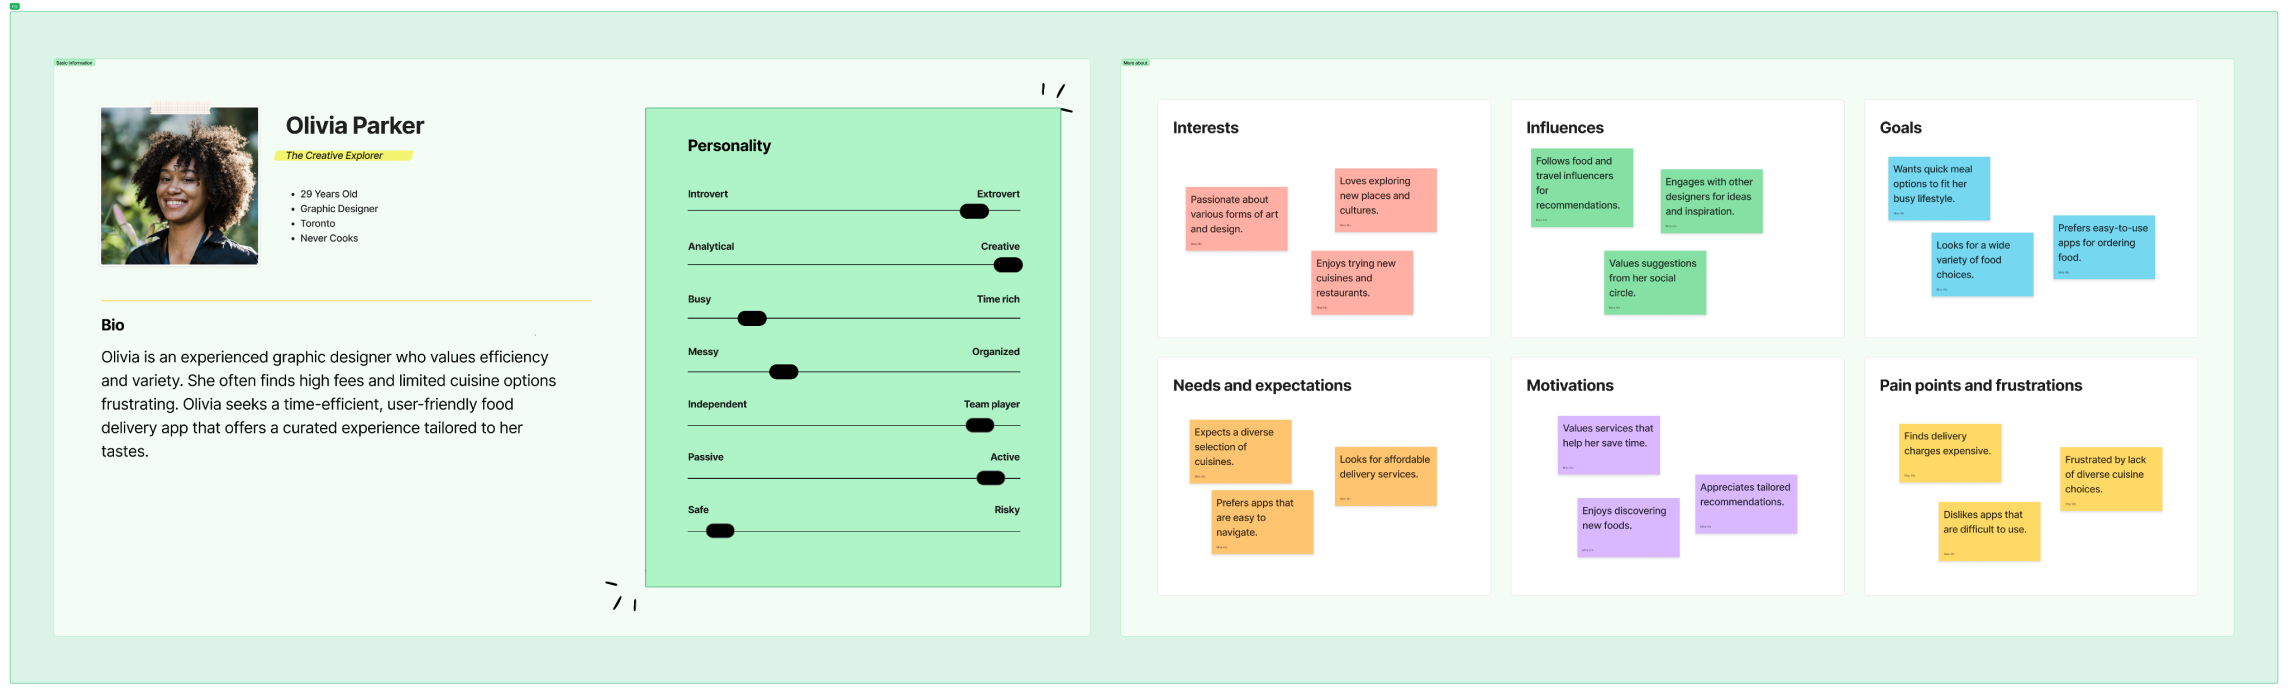 Basic Information
Olivia Parker
The Creative Explorer
29 Years Old
Graphic Designer
Toronto
Never Cooks
Bio
Olivia is an experienced graphic designer who values efficiency
and variety. She often finds high fees and limited cuisine options
frustrating. Olivia seeks a time-efficient, user-friendly food
delivery app that offers a curated experience tailored to her
tastes.
Personality
Introvert Extrovert
Analytical Creative
Busy Time rich
Messy Organized
Independent Team player
Passive Active
Safe Risky
More about
Interests
Passionate about
various forms of art
and design.
Loves exploring
new places and
cultures.
Enjoys trying new
cuisines and
restaurants.
Influences
Follows food and
travel influencers
for
recommendations.
Engages with other
designers for ideas
and inspiration.
Values suggestions
from her social
circle.
Goals
Wants quick meal
options to fit her
busy lifestyle.
Looks for a wide
variety of food
choices.
Prefers easy-to-use
apps for ordering
food.
Needs and expectations
Expects a diverse
selection of
cuisines.
Looks for affordable
delivery services.
Prefers apps that
are easy to
navigate.
Motivations
Values services that
help her save time.
Appreciates tailored
recommendations.
Enjoys discovering
new foods.
Pain points and frustrations
Finds delivery
charges expensive.
Frustrated by lack
of diverse cuisine
choices.
Dislikes apps that
are difficult to use.